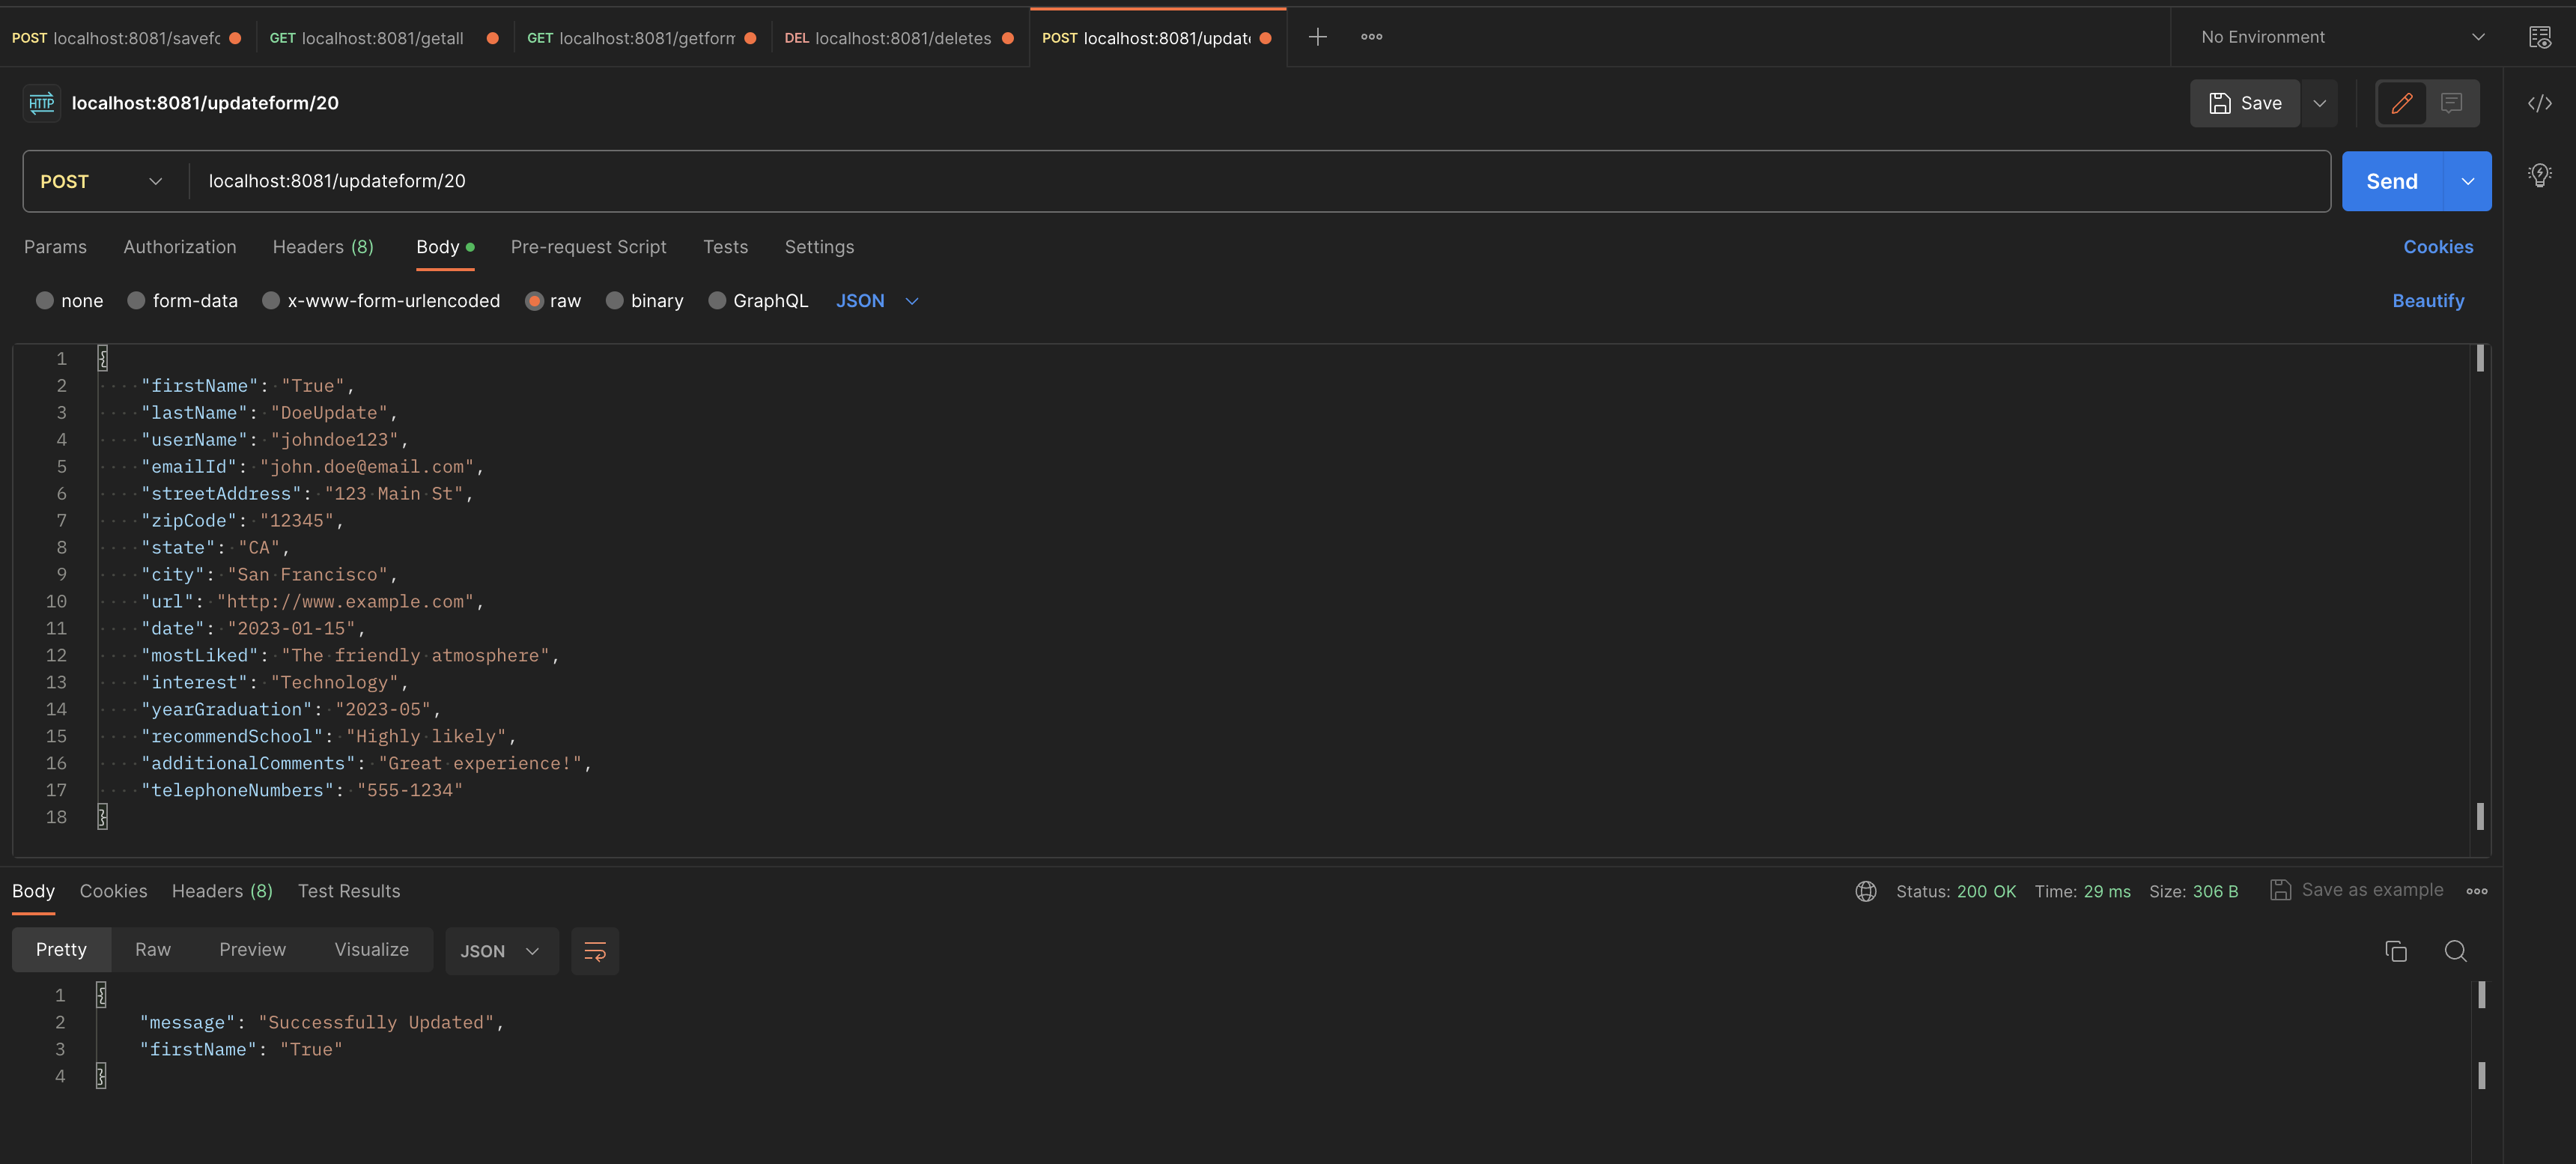 POST localhost:8081/savefo GET localhost:8081/getall GET localhost:8081/getform DEL localhost:8081/deletes POST localhost:8081/updat No Environment
HTTP localhost:8081/updateform/20 Save
POST localhost:8081/updateform/20 Send
Params Authorization Headers (8) Body Pre-request Script Tests Settings Cookies
none form-data x-www-form-urlencoded raw binary GraphQL JSON Beautify
1 {
2 "firstName": "True",
3 "lastName": "DoeUpdate",
4 "userName": "johndoe123",
5 "emailId": "john.doe@email.com",
6 "streetAddress": "123 Main St",
7 "zipCode": "12345",
8 "state": "CA",
9 "city": "San Francisco",
10 "url": "http://www.example.com",
11 "date": "2023-01-15",
12 "mostLiked": "The friendly atmosphere",
13 "interest": "Technology",
14 "yearGraduation": "2023-05",
15 "recommendSchool": "Highly likely",
16 "additionalComments": "Great experience!",
17 "telephoneNumbers": "555-1234"
18 }
Body Cookies Headers (8) Test Results Status: 200 OK Time: 29 ms Size: 306 B Save as example
Pretty Raw Preview Visualize JSON
1 {
2 "message": "Successfully Updated",
3 "firstName": "True"
4 }